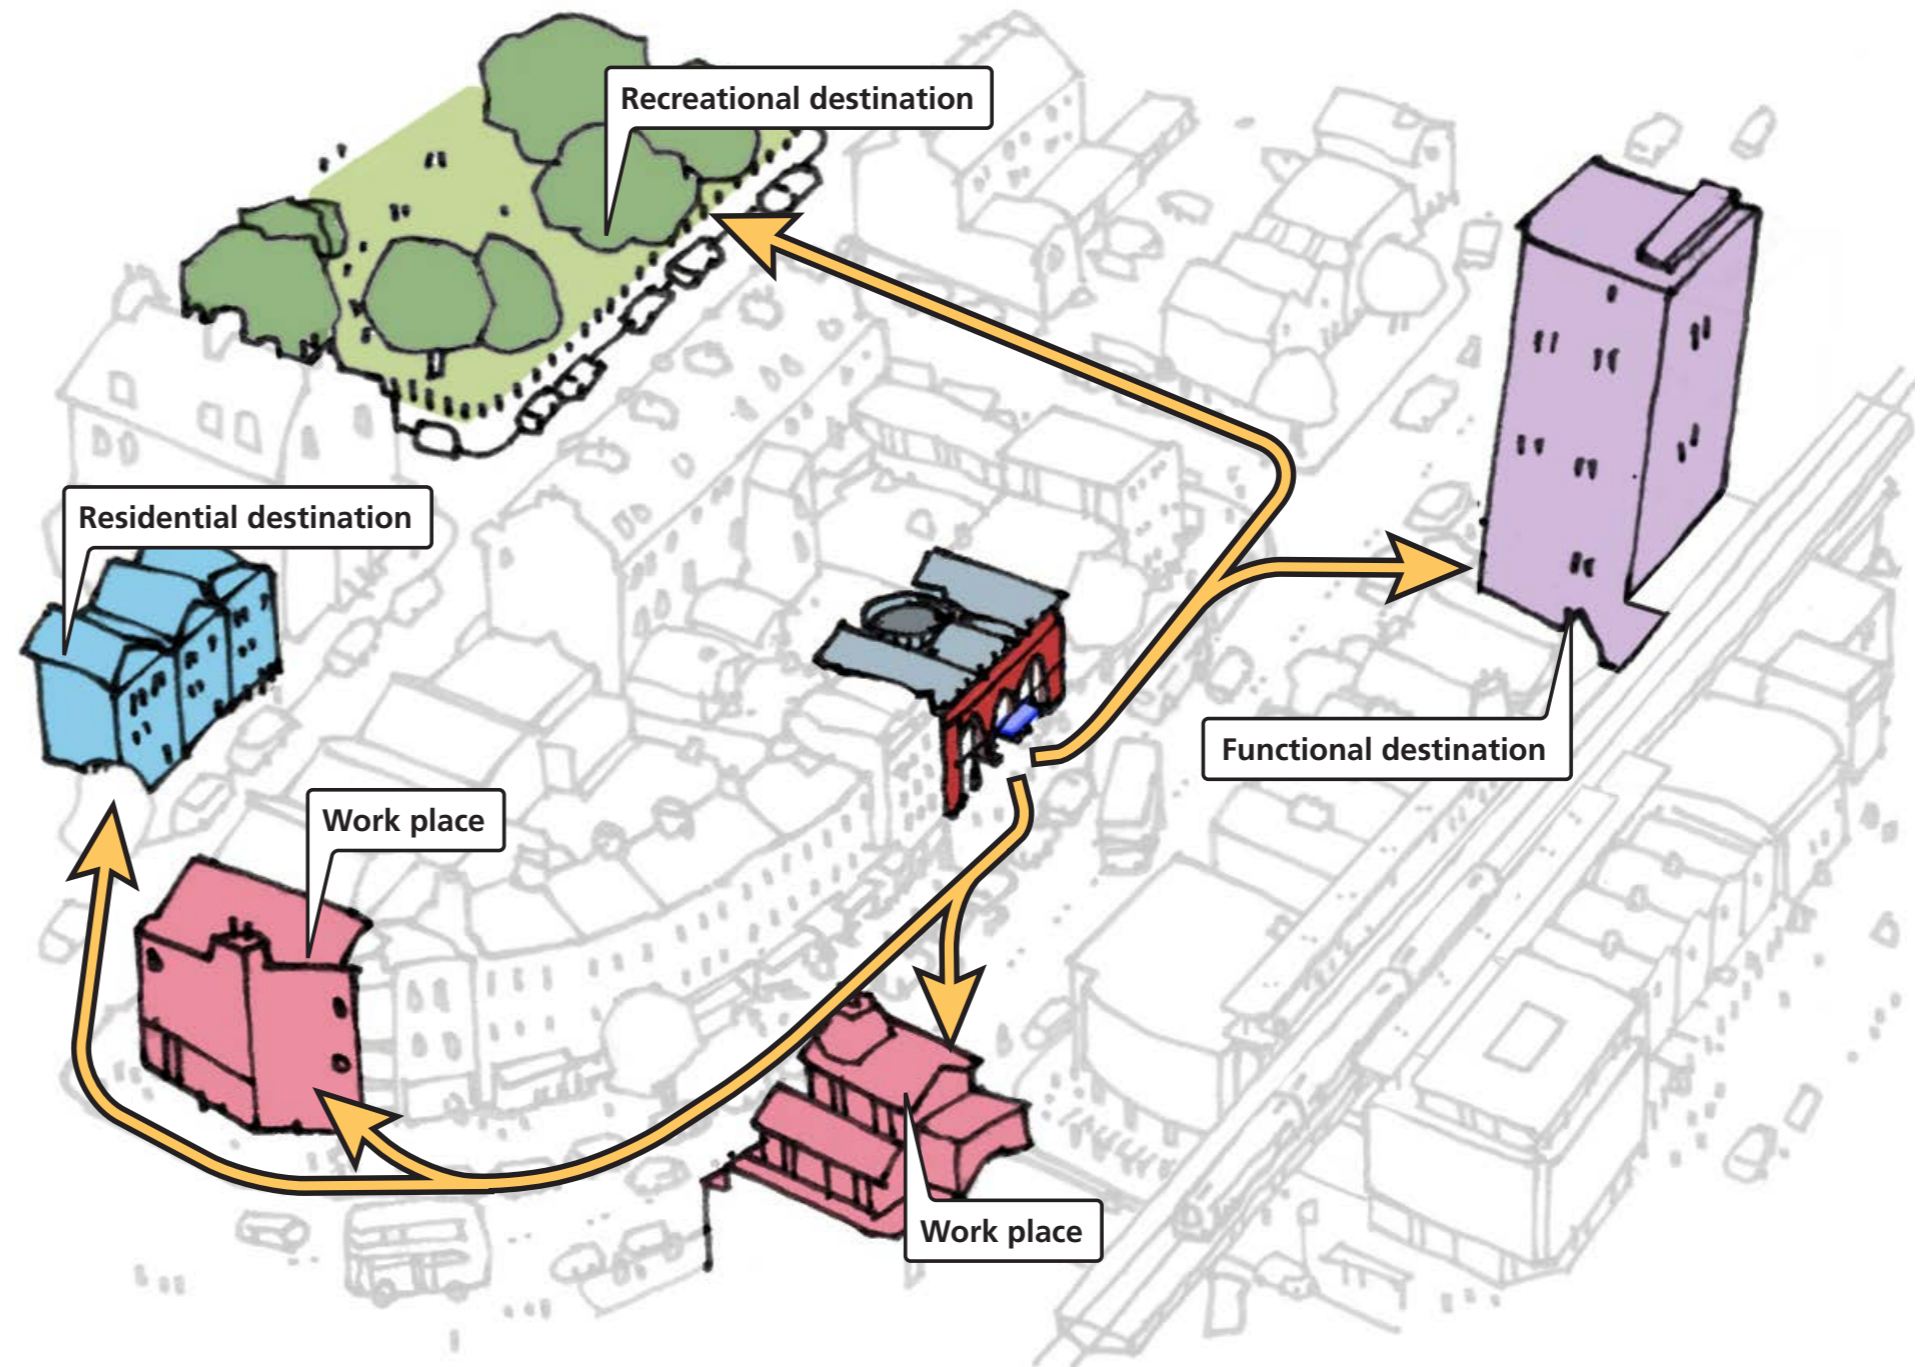 Recreational destination
Residential destination
Functional destination
Work place
Work place